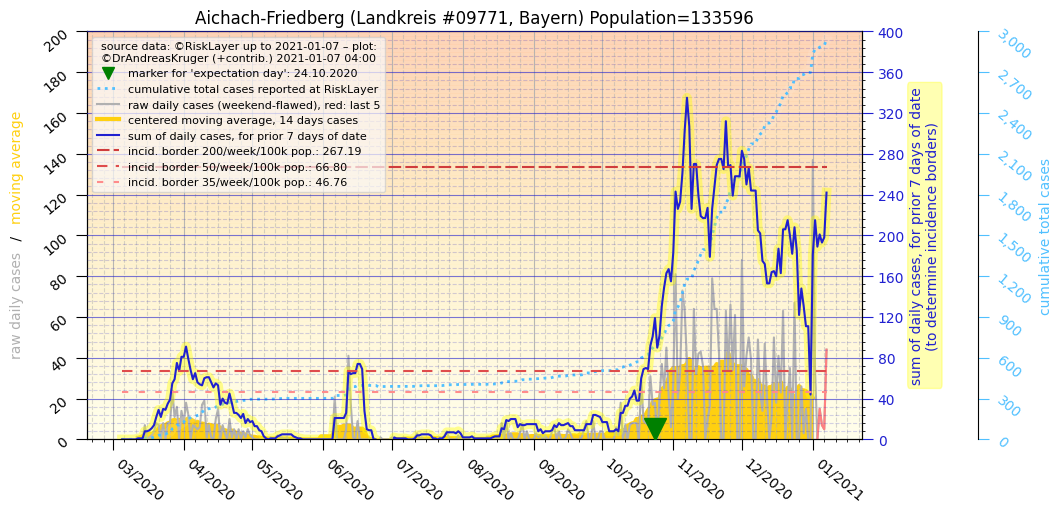 Aichach-Friedberg (Landkreis #09771, Bayern) Population=133596
source data: ©RiskLayer up to 2021-01-07 – plot:
©DrAndreasKruger (+contrib.) 2021-01-07 04:00
marker for 'expectation day': 24.10.2020
cumulative total cases reported at RiskLayer
raw daily cases (weekend-flawed), red: last 5
centered moving average, 14 days cases
sum of daily cases, for prior 7 days of date
incid. border 200/week/100k pop.: 267.19
incid. border 50/week/100k pop.: 66.80
incid. border 35/week/100k pop.: 46.76
raw daily cases / moving average
200
180
160
140
120
100
80
60
40
20
0
03/2020
04/2020
05/2020
06/2020
07/2020
08/2020
09/2020
10/2020
11/2020
12/2020
01/2021
400
360
320
280
240
200
160
120
80
40
0
sum of daily cases, for prior 7 days of date
(to determine incidence borders)
3,000
2,700
2,400
2,100
1,800
1,500
1,200
900
600
300
0
cumulative total cases